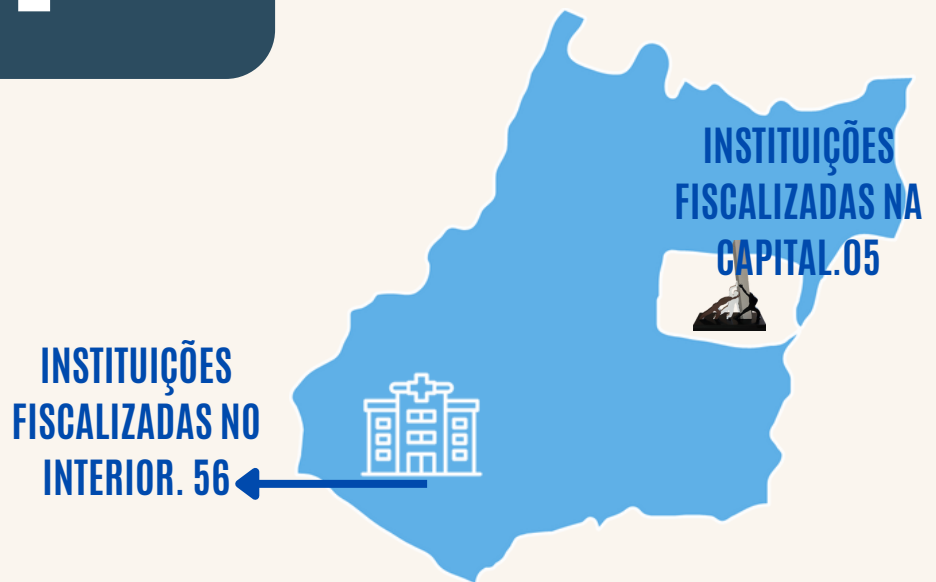 INSTITUIÇÕES
FISCALIZADAS NA
CAPITAL.05
INSTITUIÇÕES
FISCALIZADAS NO
INTERIOR. 56